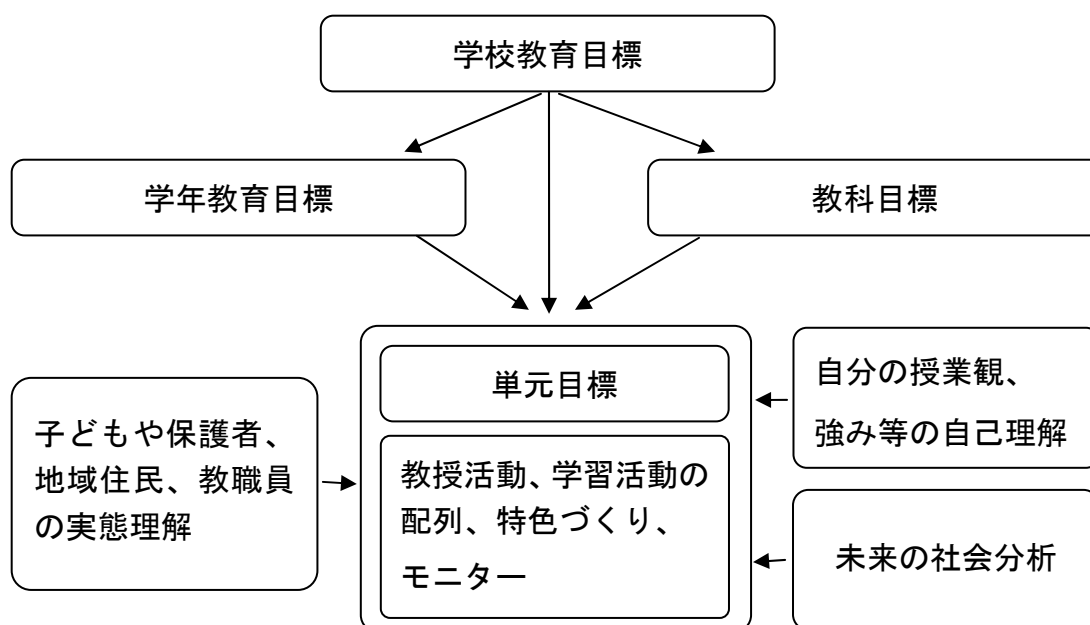 学校教育目標
学年教育目標
教科目標
単元目標
教授活動、学習活動の
配列、特色づくり、
モニター
子どもや保護者、
地域住民、教職員
の実態理解
自分の授業観、
強み等の自己理解
未来の社会分析